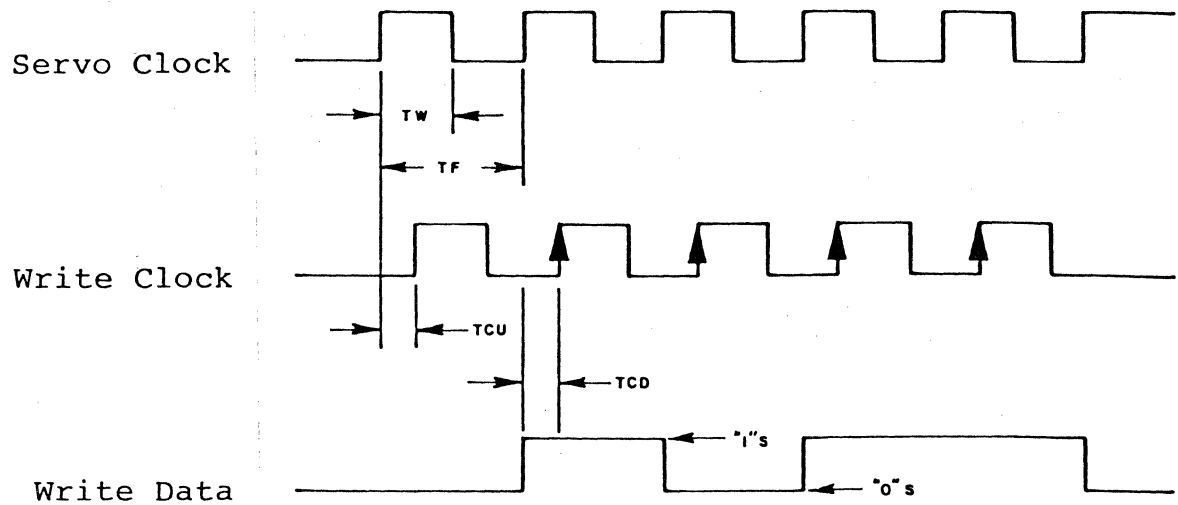 Servo Clock
TW
TF
Write Clock
TCU
TCD
"1"s
Write Data
"0"s